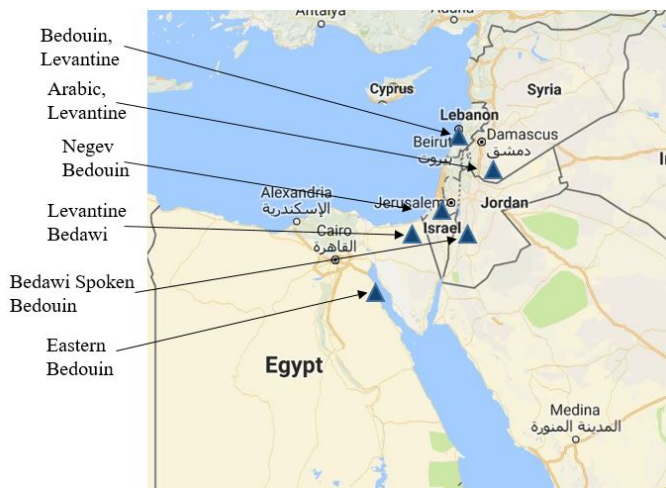 Bedouin,
Levantine
Arabic,
Levantine
Negev
Bedouin
Levantine
Bedawi
Bedawi Spoken
Bedouin
Eastern
Bedouin
Antalya
Cyprus
Syria
Lebanon
Beirut
بيروت
Damascus
دمشق
Alexandria
الإسكندرية
Jerusalem
Jordan
Israel
Cairo
القاهرة
Egypt
Medina
المدينة المنورة